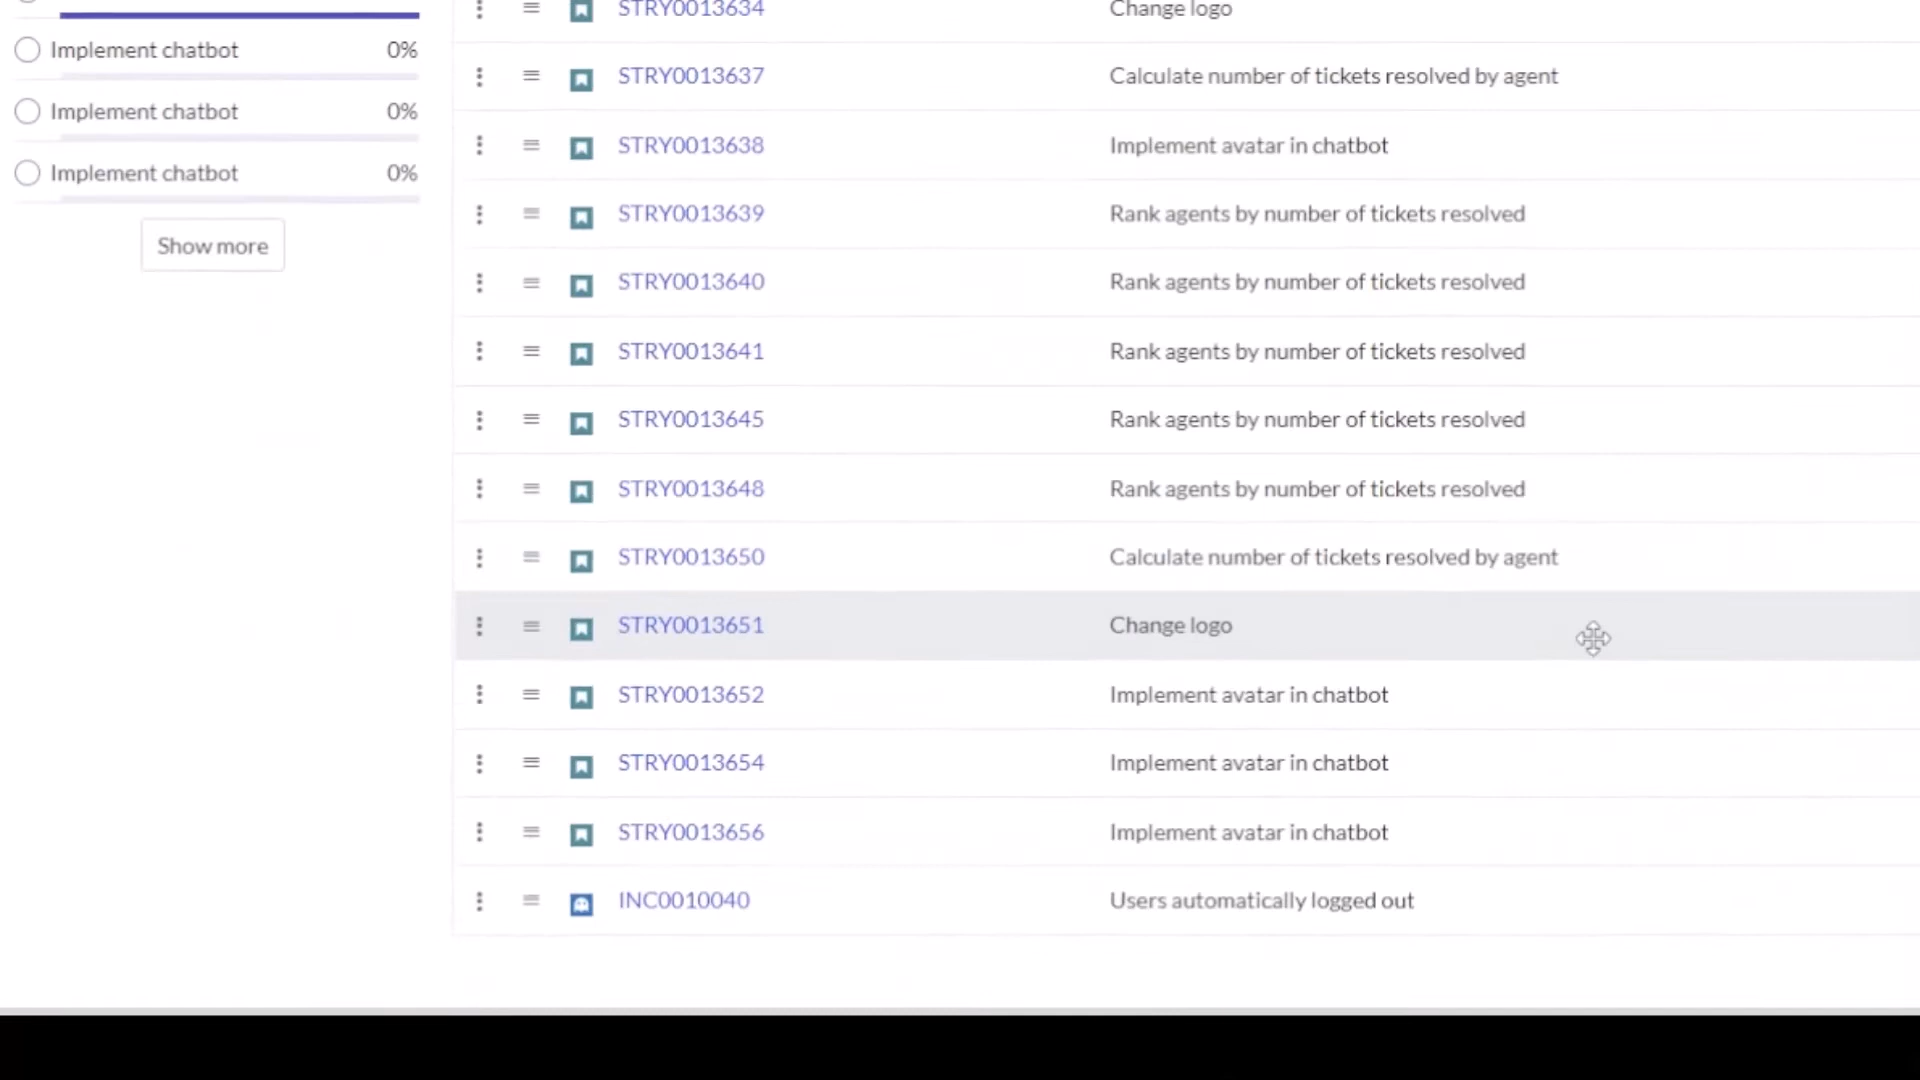 Implement chatbot 0%
Implement chatbot 0%
Implement chatbot 0%
Show more
STRY0013634 Change logo
STRY0013637 Calculate number of tickets resolved by agent
STRY0013638 Implement avatar in chatbot
STRY0013639 Rank agents by number of tickets resolved
STRY0013640 Rank agents by number of tickets resolved
STRY0013641 Rank agents by number of tickets resolved
STRY0013645 Rank agents by number of tickets resolved
STRY0013648 Rank agents by number of tickets resolved
STRY0013650 Calculate number of tickets resolved by agent
STRY0013651 Change logo
STRY0013652 Implement avatar in chatbot
STRY0013654 Implement avatar in chatbot
STRY0013656 Implement avatar in chatbot
INC0010040 Users automatically logged out